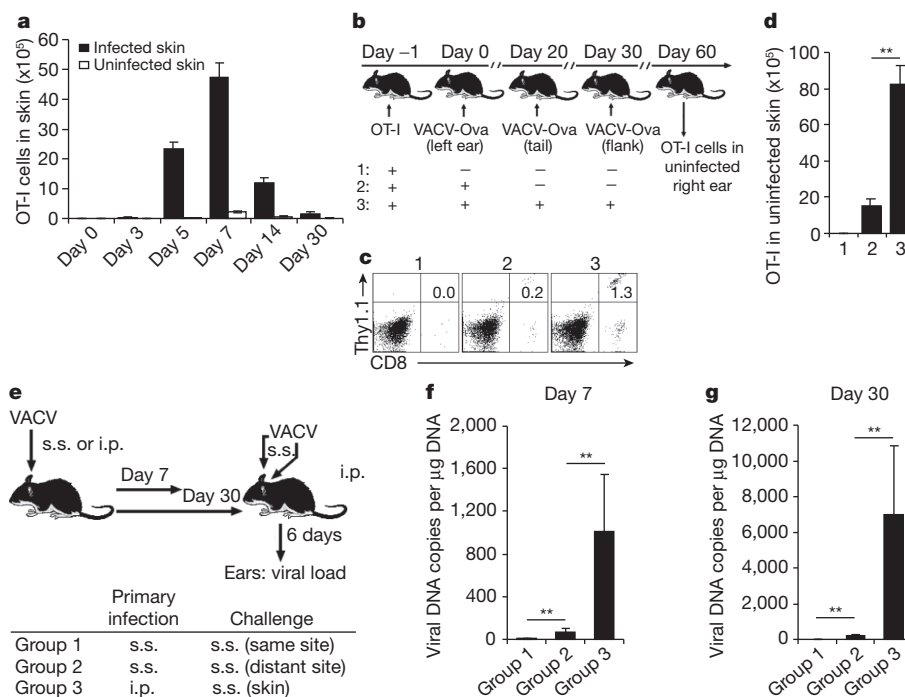 a
OT-I cells in skin (x10⁵)
60
50
40
30
20
10
0
Infected skin
Uninfected skin
Day 0
Day 3
Day 5
Day 7
Day 14
Day 30
b
Day –1 Day 0 Day 20 Day 30 Day 60
OT-I
VACV-Ova
(left ear)
VACV-Ova
(tail)
VACV-Ova
(flank)
OT-I cells in
uninfected
right ear
1: + – – –
2: + + – –
3: + + + +
c
1 2 3
0.0 0.2 1.3
Thy1.1
CD8
d
OT-I in uninfected skin (x10⁵)
100
80
60
40
20
0
**
1 2 3
e
VACV
s.s. or i.p.
Day 7
Day 30
VACV
s.s.
i.p.
6 days
Ears: viral load
Primary
infection Challenge
Group 1 s.s. s.s. (same site)
Group 2 s.s. s.s. (distant site)
Group 3 i.p. s.s. (skin)
f
Day 7
Viral DNA copies per µg DNA
2,000
1,600
1,200
800
400
0
**
**
Group 1
Group 2
Group 3
g
Day 30
Viral DNA copies per µg DNA
12,000
10,000
8,000
6,000
4,000
2,000
0
**
**
Group 1
Group 2
Group 3